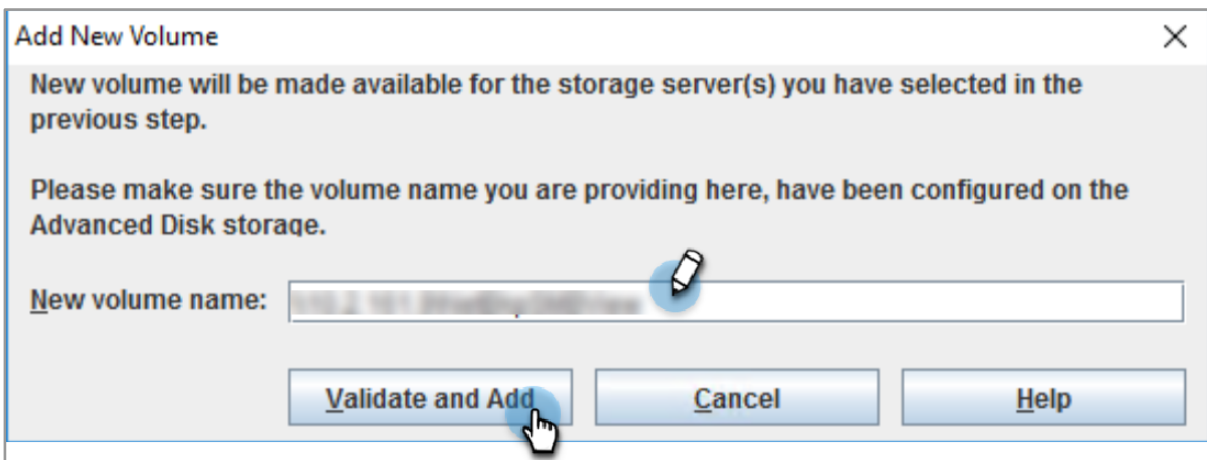 Add New Volume
New volume will be made available for the storage server(s) you have selected in the
previous step.
Please make sure the volume name you are providing here, have been configured on the
Advanced Disk storage.
New volume name:
Validate and Add
Cancel
Help